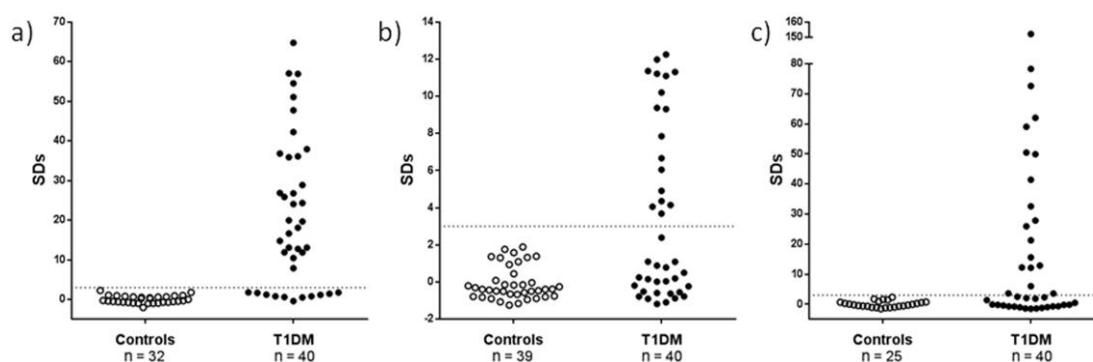 a)
70
60
50
40
30
20
10
0
SDs
Controls
n = 32
T1DM
n = 40
b)
14
12
10
8
6
4
2
0
-2
SDs
Controls
n = 39
T1DM
n = 40
c)
160
150
80
70
60
50
40
30
20
10
0
SDs
Controls
n = 25
T1DM
n = 40